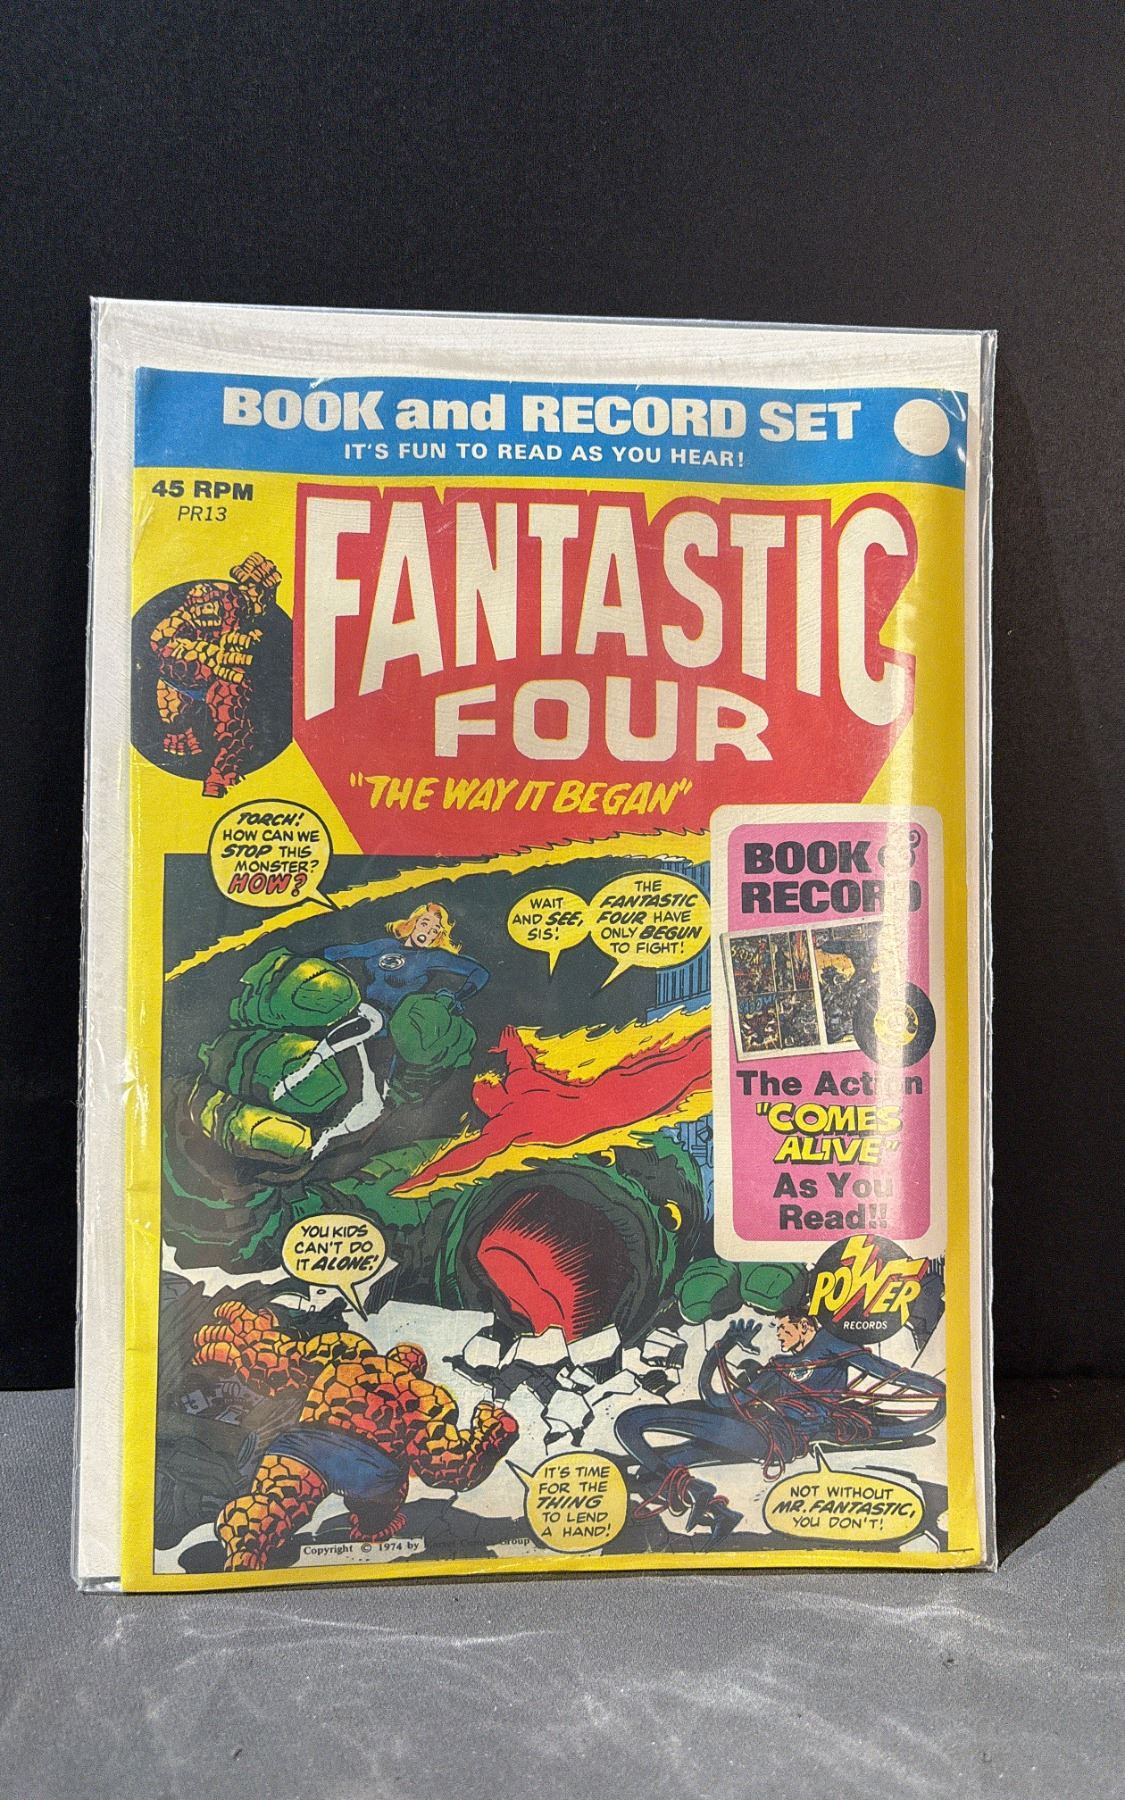 BOOK and RECORD SET
IT'S FUN TO READ AS YOU HEAR!
45 RPM
PR13
FANTASTIC
FOUR
"THE WAY IT BEGAN"
TORCH!
HOW CAN WE
STOP THIS
MONSTER?
HOW?
WAIT
AND SEE,
SIS!
THE
FANTASTIC
FOUR HAVE
ONLY BEGUN
TO FIGHT!
BOOK &
RECORD
The Action
"COMES
ALIVE"
As You
Read!!
POWER
RECORDS
YOU KIDS
CAN'T DO
IT ALONE!
IT'S TIME
FOR THE
THING
TO LEND
A HAND!
NOT WITHOUT
MR. FANTASTIC,
YOU DON'T!
Copyright © 1974 by Group